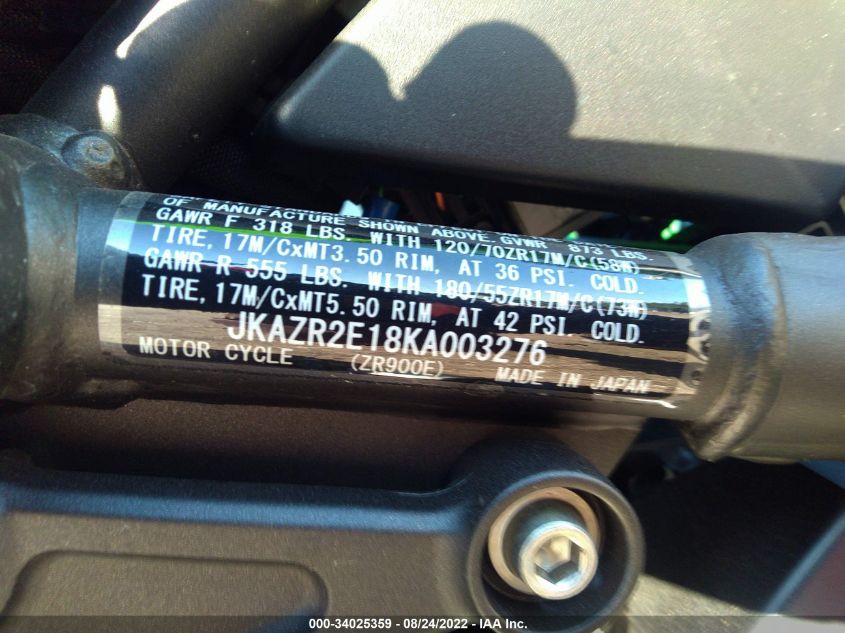 OF MANUFACTURE SHOWN ABOVE. GVWR 873 LBS.
GAWR F 318 LBS. WITH 120/70ZR17M/C(58W)
TIRE, 17M/CxMT3.50 RIM, AT 36 PSI. COLD.
GAWR R 555 LBS. WITH 180/55ZR17M/C(73W)
TIRE, 17M/CxMT5.50 RIM, AT 42 PSI. COLD.
JKAZR2E18KA003276
MOTOR CYCLE (ZR900E) MADE IN JAPAN
000-34025359 - 08/24/2022 - IAA Inc.